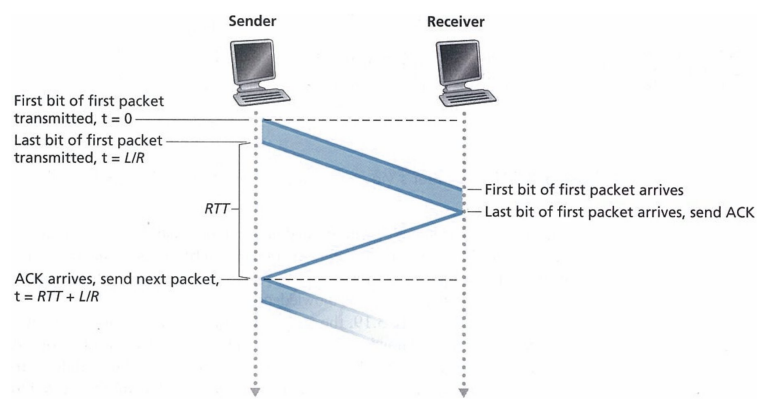 Sender
Receiver
First bit of first packet
transmitted, t = 0
Last bit of first packet
transmitted, t = L/R
RTT
First bit of first packet arrives
Last bit of first packet arrives, send ACK
ACK arrives, send next packet,
t = RTT + L/R